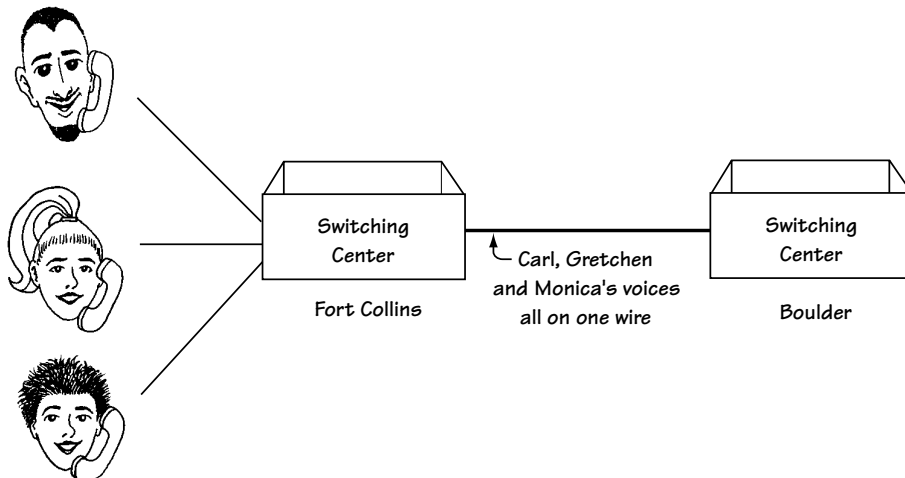 Switching
Center
Fort Collins
Carl, Gretchen
and Monica's voices
all on one wire
Switching
Center
Boulder